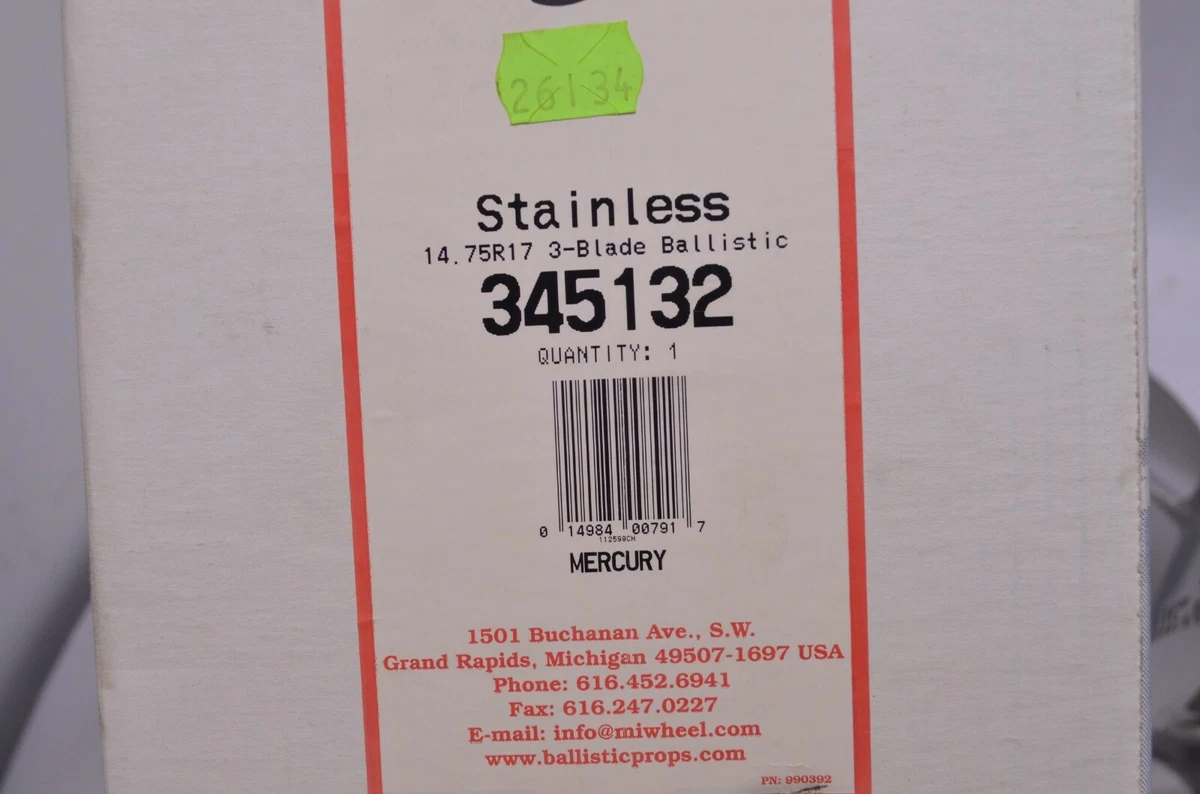 26134
Stainless
14.75R17 3-Blade Ballistic
345132
QUANTITY: 1
0 14984 00791 7
112599CH
MERCURY
1501 Buchanan Ave., S.W.
Grand Rapids, Michigan 49507-1697 USA
Phone: 616.452.6941
Fax: 616.247.0227
E-mail: info@miwheel.com
www.ballisticprops.com
PN: 990392